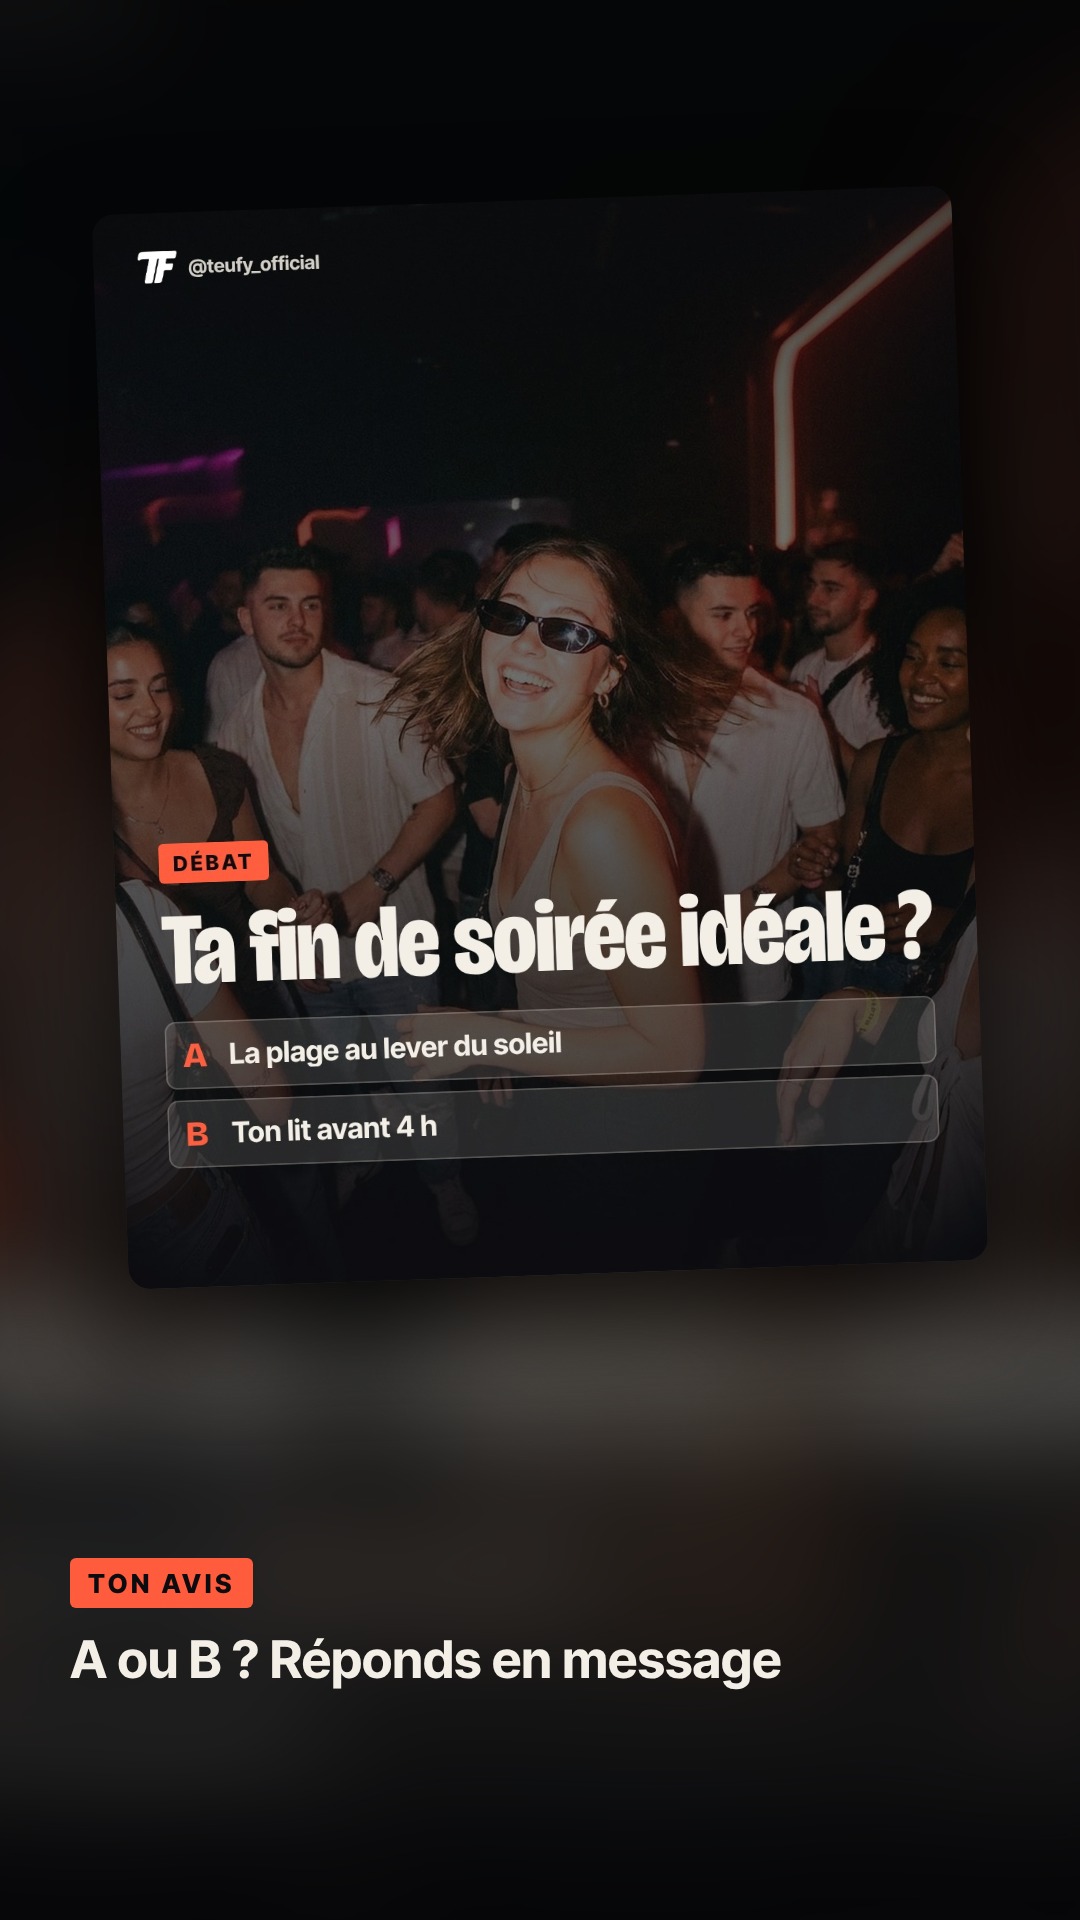 TF @teufy_official
DÉBAT
Ta fin de soirée idéale ?
A La plage au lever du soleil
B Ton lit avant 4 h
TON AVIS
A ou B ? Réponds en message